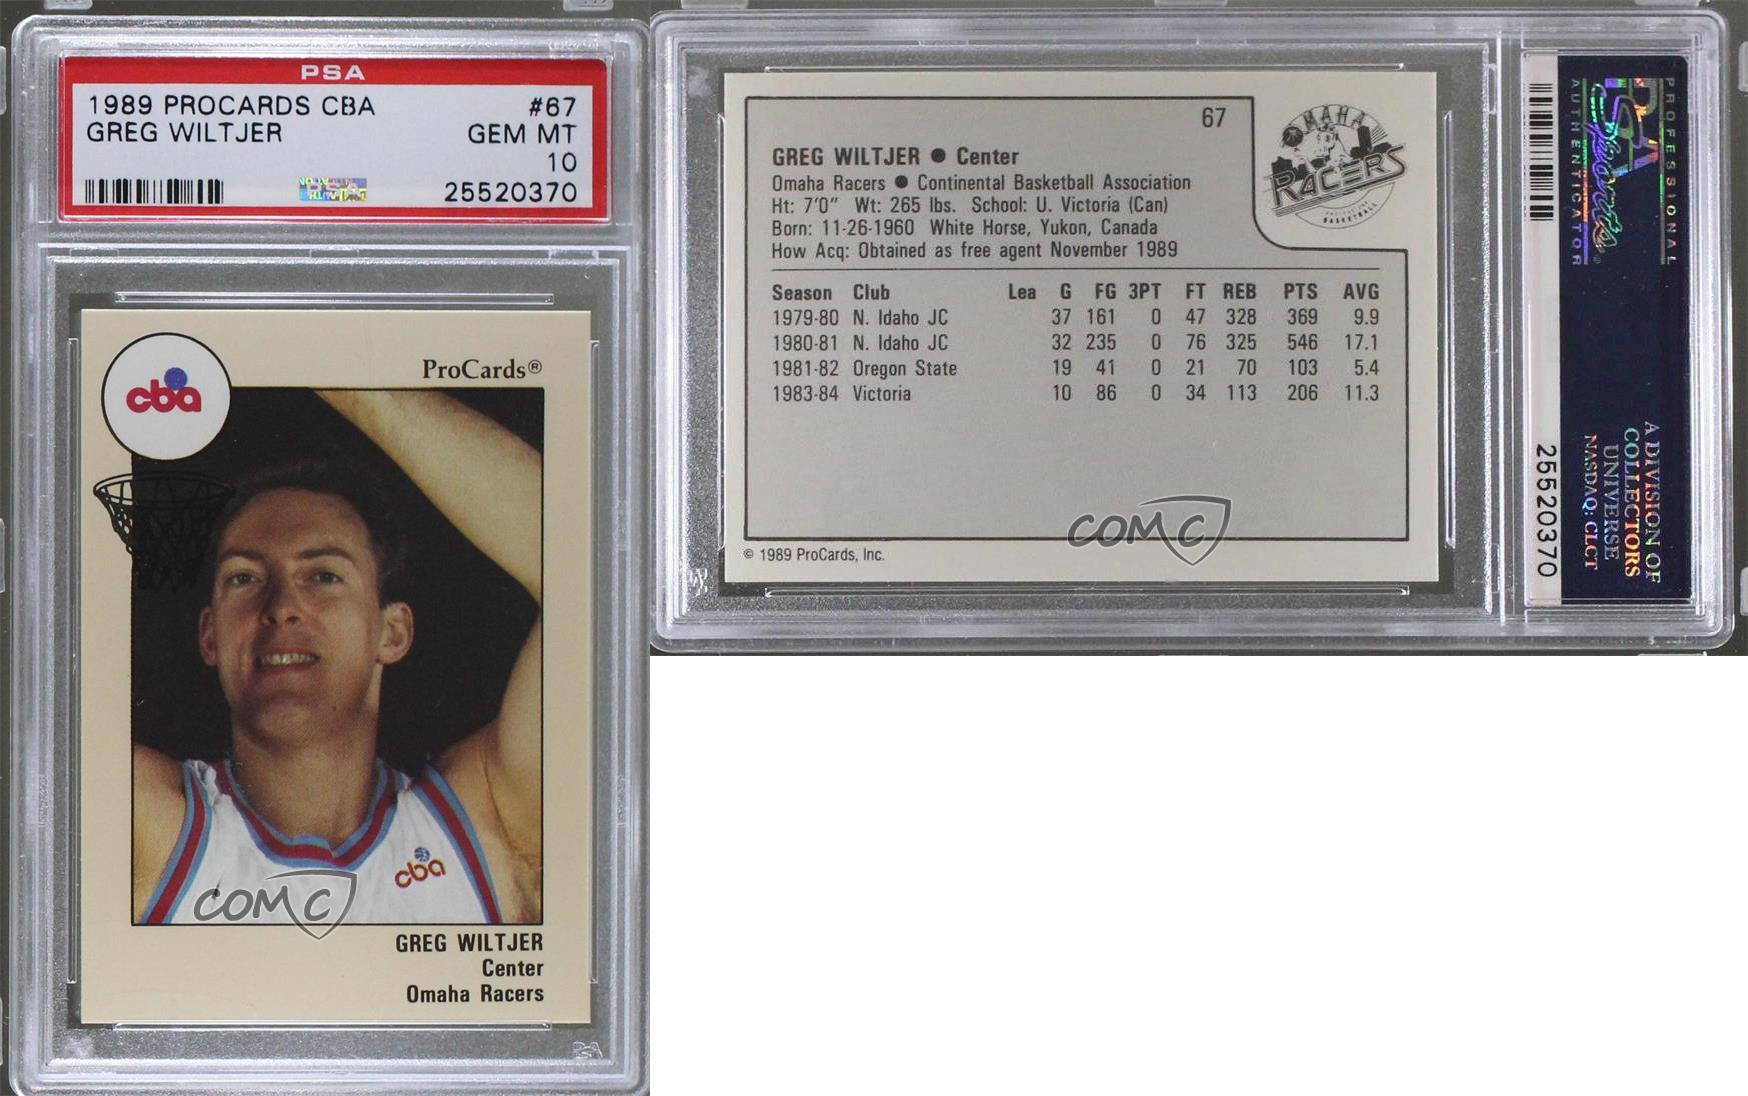 PSA
1989 PROCARDS CBA #67
GREG WILTJER GEM MT
10
25520370
cba
ProCards®
cba
COMC
GREG WILTJER
Center
Omaha Racers
67
OMAHA
RACERS
BASKETBALL
GREG WILTJER ● Center
Omaha Racers ● Continental Basketball Association
Ht: 7'0" Wt: 265 lbs. School: U. Victoria (Can)
Born: 11-26-1960 White Horse, Yukon, Canada
How Acq: Obtained as free agent November 1989
Season Club Lea G FG 3PT FT REB PTS AVG
1979-80 N. Idaho JC 37 161 0 47 328 369 9.9
1980-81 N. Idaho JC 32 235 0 76 325 546 17.1
1981-82 Oregon State 19 41 0 21 70 103 5.4
1983-84 Victoria 10 86 0 34 113 206 11.3
COMC
© 1989 ProCards, Inc.
25520370
PROFESSIONAL
PSA
AUTHENTICATOR
A DIVISION OF
COLLECTORS
UNIVERSE
NASDAQ: CLCT